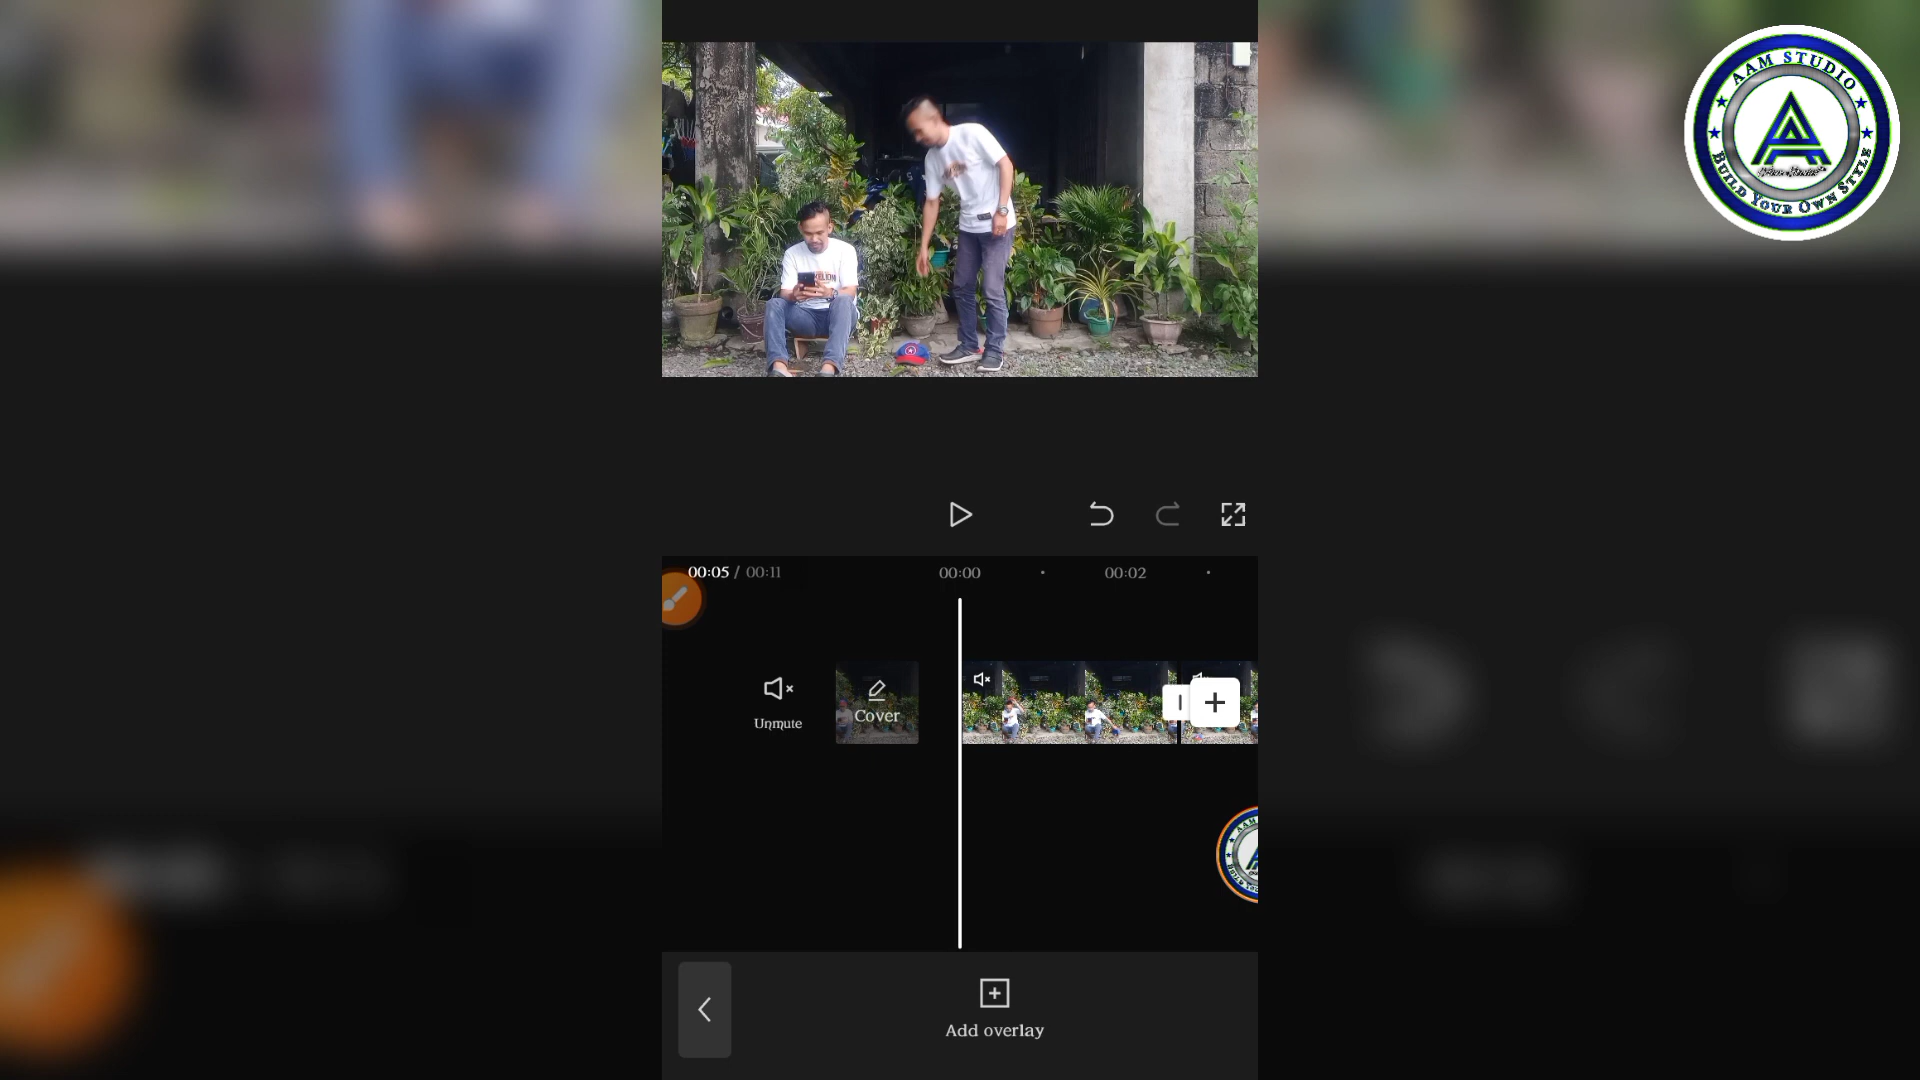 AAM STUDIO
BUILD YOUR OWN STYLE
00:05 / 00:11
00:00
00:02
Unmute
Cover
Add overlay